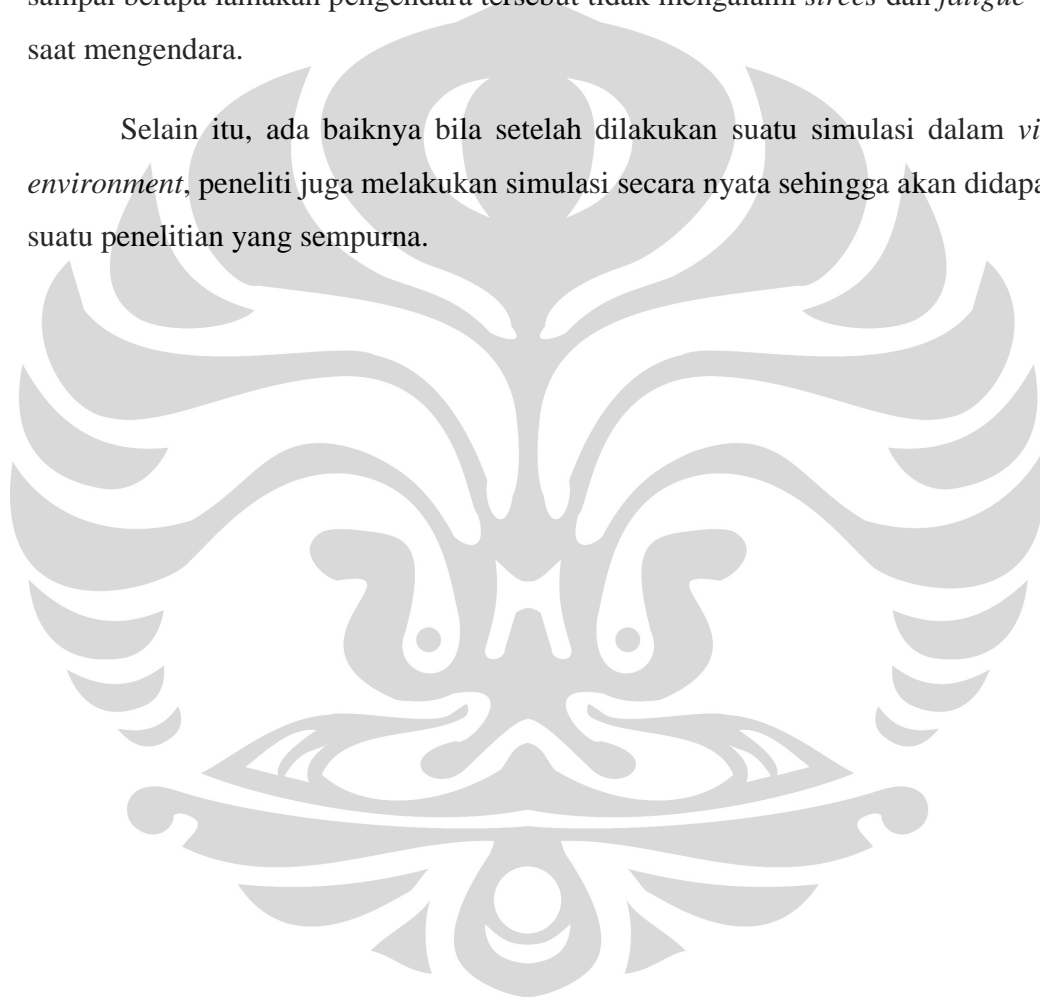 sampai berapa lamakah pengendara tersebut tidak mengalami strees dan fatigue
saat mengendara.
Selain itu, ada baiknya bila setelah dilakukan suatu simulasi dalam
environment, peneliti juga melakukan simulasi secara nyata sehingga akan
suatu penelitian yang sempurna.